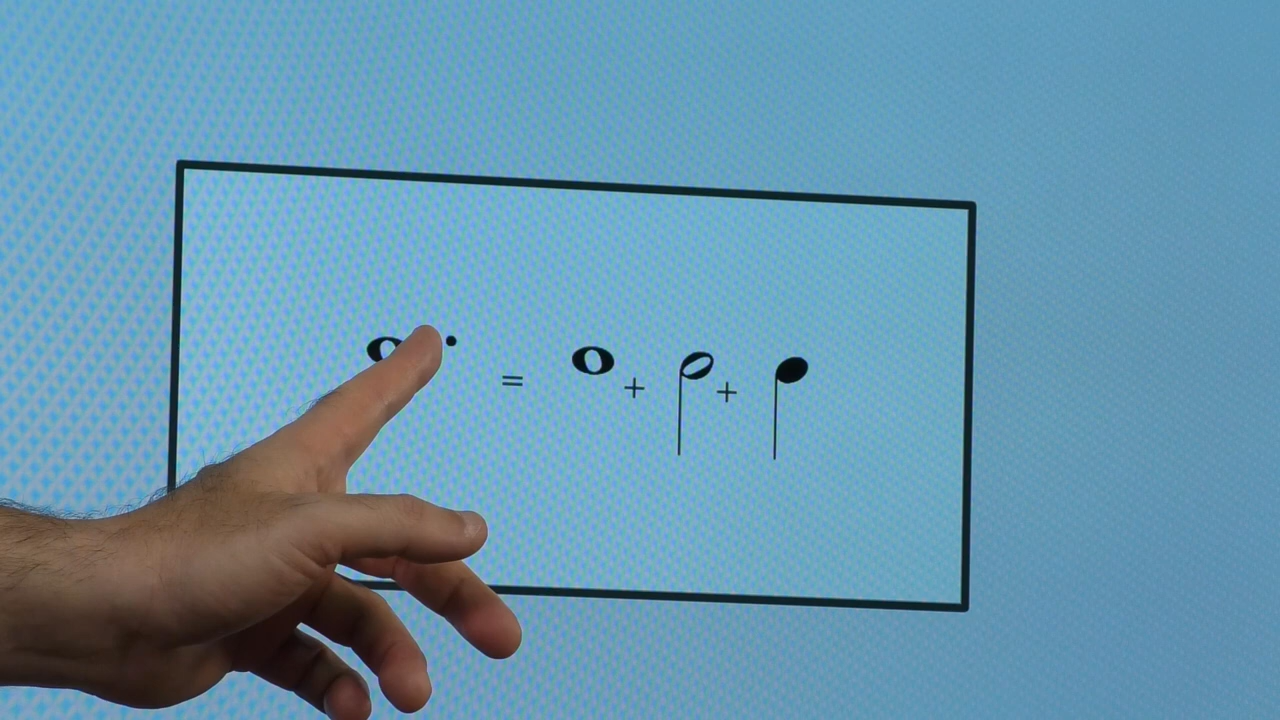 = + +